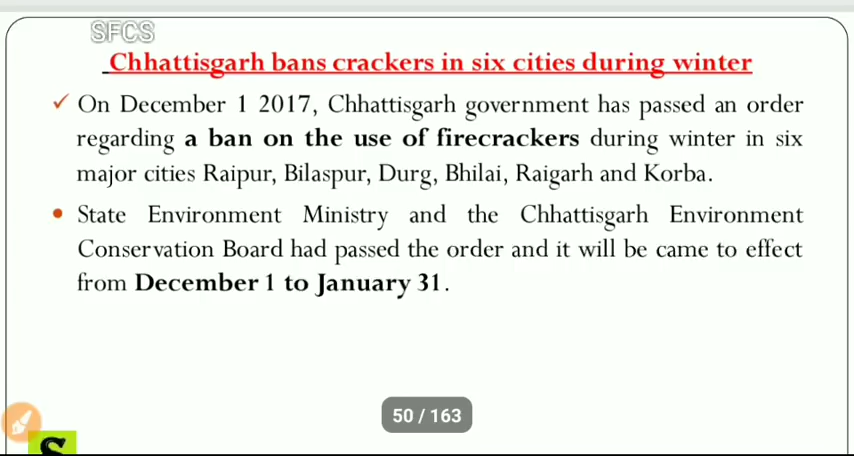 SFCS
Chhattisgarh bans crackers in six cities during winter
✓ On December 1 2017, Chhattisgarh government has passed an order
regarding a ban on the use of firecrackers during winter in six
major cities Raipur, Bilaspur, Durg, Bhilai, Raigarh and Korba.
• State Environment Ministry and the Chhattisgarh Environment
Conservation Board had passed the order and it will be came to effect
from December 1 to January 31.
50 / 163
S